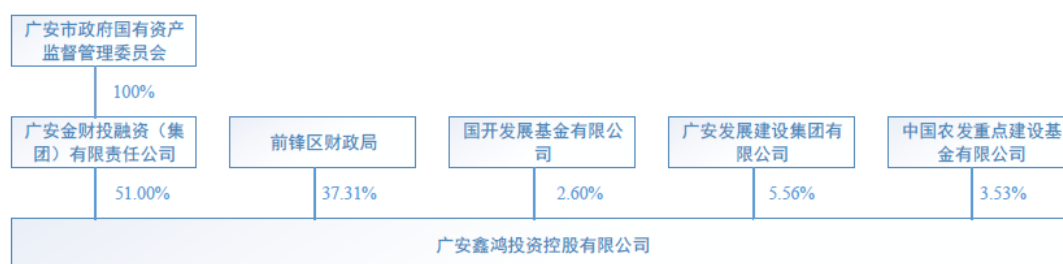 广安市政府国有资产
监督管理委员会
100%
广安金财投融资（集
团）有限责任公司
前锋区财政局
国开发展基金有限公
司
广安发展建设集团有
限公司
中国农发重点建设基
金有限公司
51.00%
37.31%
2.60%
5.56%
3.53%
广安鑫鸿投资控股有限公司